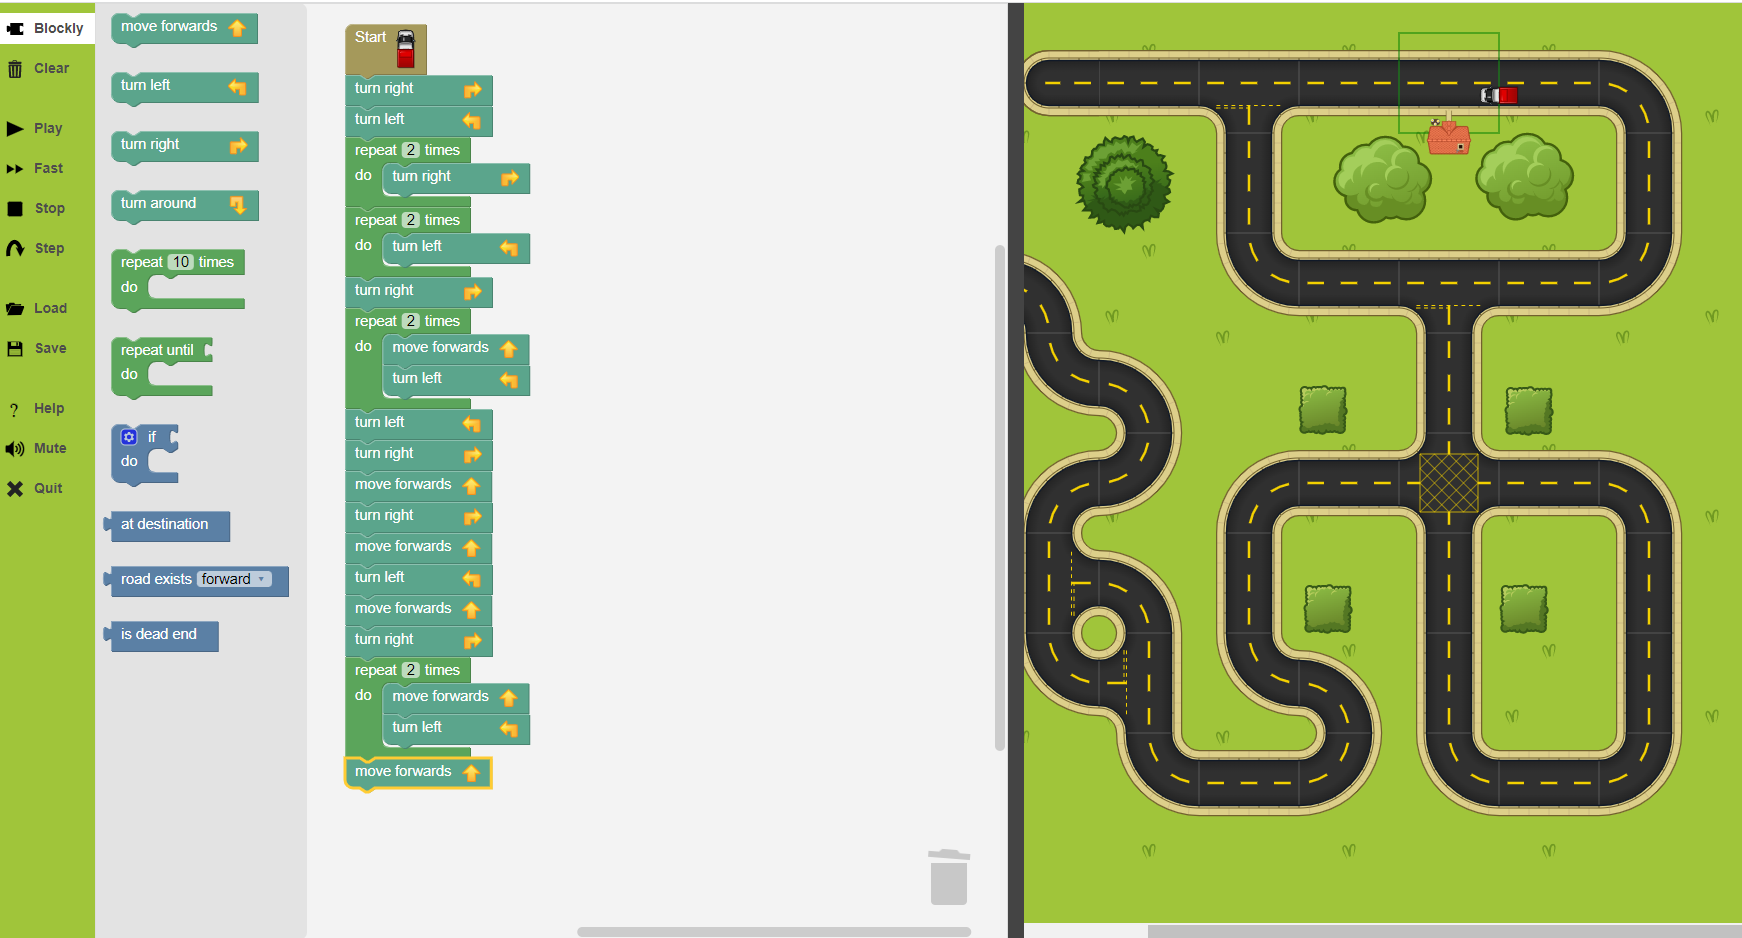 Blockly
Clear
Play
Fast
Stop
Step
Load
Save
? Help
Mute
Quit
move forwards
turn left
turn right
turn around
repeat 10 times
do
repeat until
do
if
do
at destination
road exists forward
is dead end
Start
turn right
turn left
repeat 2 times
do turn right
repeat 2 times
do turn left
turn right
repeat 2 times
do move forwards
turn left
turn left
turn right
move forwards
turn right
move forwards
turn left
move forwards
turn right
repeat 2 times
do move forwards
turn left
move forwards